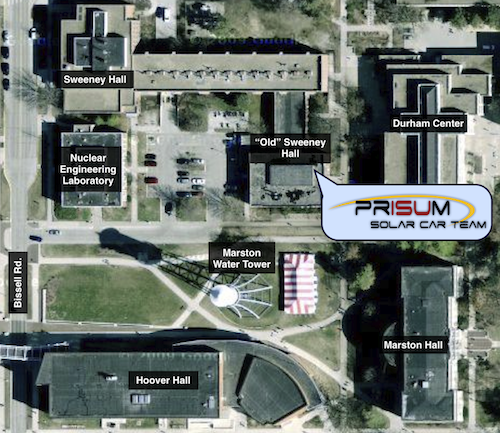 Sweeney Hall
"Old" Sweeney
Hall
Durham Center
Nuclear
Engineering
Laboratory
PRISUM
SOLAR CAR TEAM
Marston
Water Tower
Bissell Rd.
Marston Hall
Hoover Hall